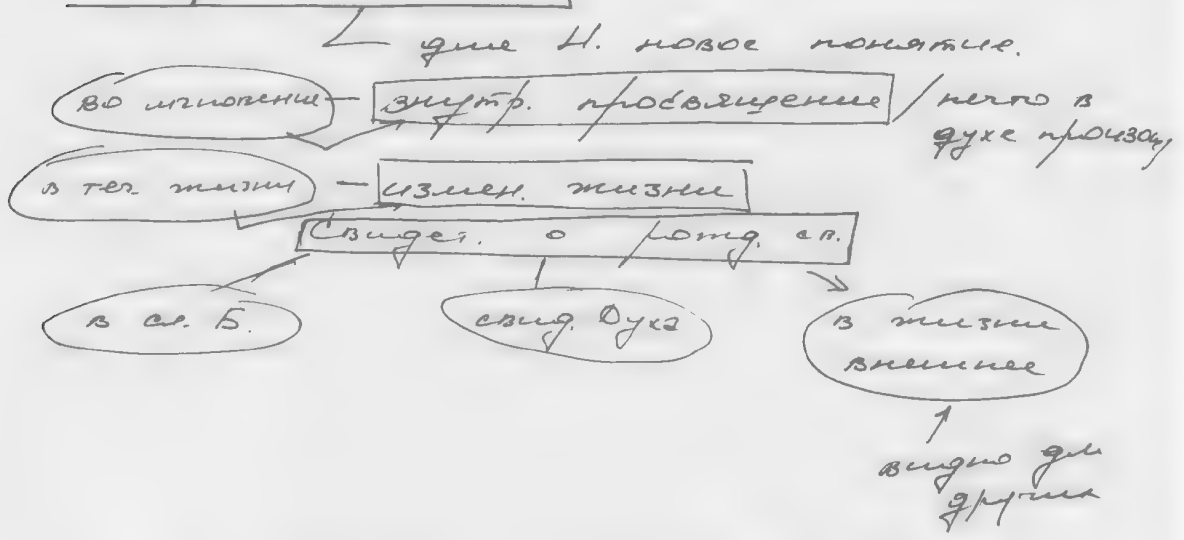 для Н. новое понятие.
во мгновение — внутр. просвящение / нечто в
духе произош
в теч. жизни — измен. жизни
Свидет. о рожд. св.
в сл. Б. свид. Духа в жизни
внешнее
видно для
других